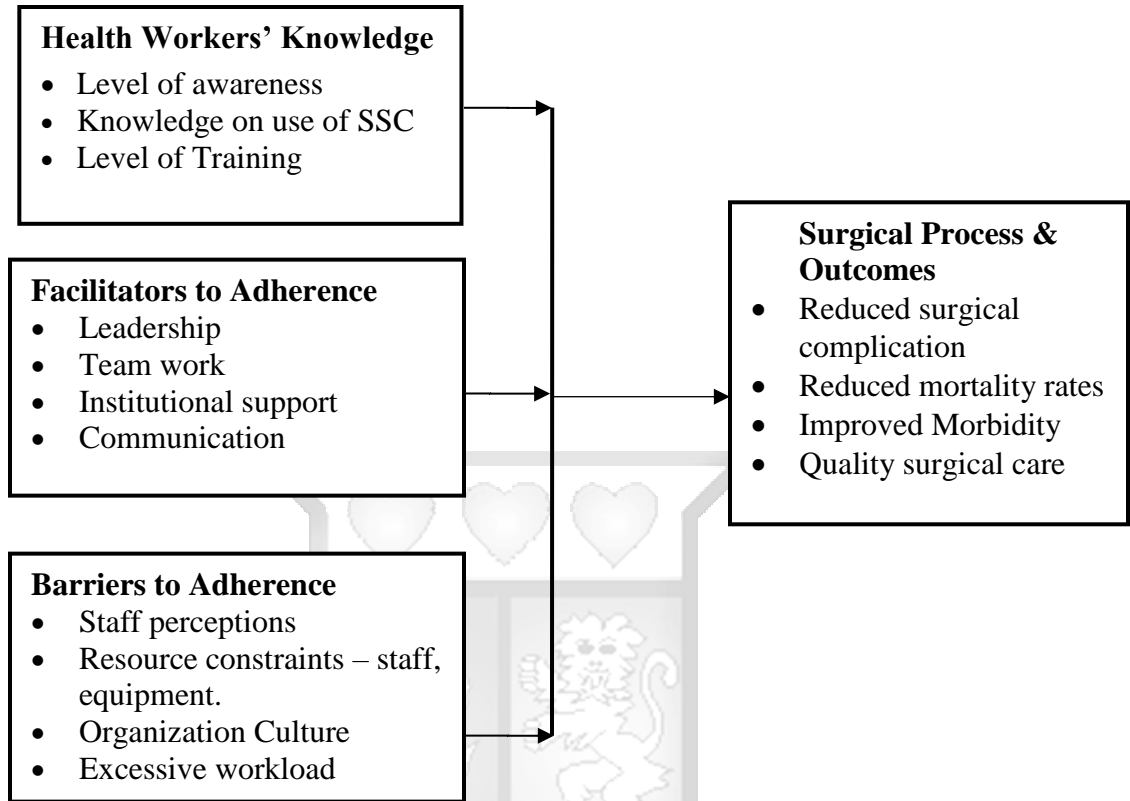 Health Workers’ Knowledge
• Level of awareness
• Knowledge on use of SSC
• Level of Training
Facilitators to Adherence
• Leadership
• Team work
• Institutional support
• Communication
Barriers to Adherence
• Staff perceptions
• Resource constraints – staff,
equipment.
• Organization Culture
• Excessive workload
Surgical Process &
Outcomes
• Reduced surgical
complication
• Reduced mortality rates
• Improved Morbidity
• Quality surgical care